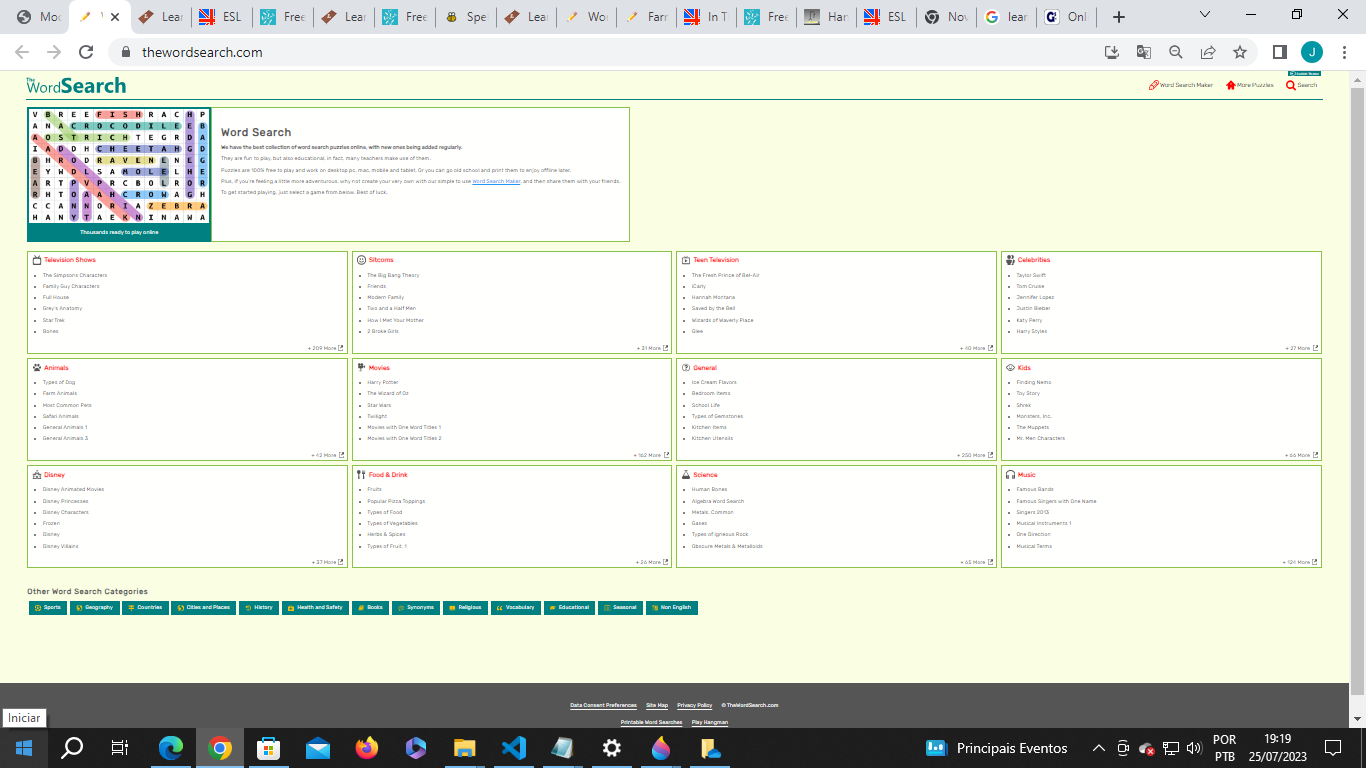 Moc
W
Lear
ESL
Free
Lear
Free
Spe
Lear
Wor
Farr
In T
Free
Han
ESL
Nov
lear
Onli
thewordsearch.com
J
The
WordSearch
Word Search Maker
More Puzzles
Search
V B R E E F I S H R A C H P
A N A C R O C O D I L E E B
A O S T R I C H T E G R D A
I A D D H C H E E T A H G D
B H R O D R A V E N E N E G
E Y H D L S A M O L E L H E
A R T P V P R C B O L R O R
R H T O A A H C R O W A G H
C C A N N O R I A Z E B R A
H A N Y T A E K N I N A W A
Thousands ready to play online
Word Search
We have the best collection of word search puzzles online, with new ones being added regularly.
They are fun to play, but also educational. In fact, many teachers make use of them.
Puzzles are 100% free to play and work on desktop pc, mac, mobile and tablet. Or you can go old school and print them to enjoy offline later.
Plus, if you're feeling a little more adventurous, why not create your very own with our simple to use Word Search Maker, and then share them with your friends.
To get started playing, just select a game from below. Best of luck.
Television Shows
The Simpsons Characters
Family Guy Characters
Full House
Grey's Anatomy
Star Trek
Bones
+ 209 More
Sitcoms
The Big Bang Theory
Friends
Modern Family
Two and a Half Men
How I Met Your Mother
2 Broke Girls
+ 31 More
Teen Television
The Fresh Prince of Bel-Air
iCarly
Hannah Montana
Saved by the Bell
Wizards of Waverly Place
Glee
+ 40 More
Celebrities
Taylor Swift
Tom Cruise
Jennifer Lopez
Justin Bieber
Katy Perry
Harry Styles
+ 27 More
Animals
Types of Dog
Farm Animals
Most Common Pets
Safari Animals
General Animals 1
General Animals 3
+ 42 More
Movies
Harry Potter
The Wizard of Oz
Star Wars
Twilight
Movies with One Word Titles 1
Movies with One Word Titles 2
+ 162 More
General
Ice Cream Flavors
Bedroom Items
School Life
Types of Gemstones
Kitchen Items
Kitchen Utensils
+ 250 More
Kids
Finding Nemo
Toy Story
Shrek
Monsters, Inc.
The Muppets
Mr. Men Characters
+ 66 More
Disney
Disney Animated Movies
Disney Princesses
Disney Characters
Frozen
Disney
Disney Villains
+ 37 More
Food & Drink
Fruits
Popular Pizza Toppings
Types of Food
Types of Vegetables
Herbs & Spices
Types of Fruit: 1
+ 26 More
Science
Human Bones
Algebra Word Search
Metals, Common
Gases
Types of Igneous Rock
Obscure Metals & Metalloids
+ 65 More
Music
Famous Bands
Famous Singers with One Name
Singers 2013
Musical Instruments 1
One Direction
Musical Terms
+ 124 More
Other Word Search Categories
Sports
Geography
Countries
Cities and Places
History
Health and Safety
Books
Synonyms
Religious
Vocabulary
Educational
Seasonal
Non English
Data Consent Preferences
Site Map
Privacy Policy
© TheWordSearch.com
Printable Word Searches
Play Hangman
Iniciar
Principais Eventos
POR
PTB
19:19
25/07/2023